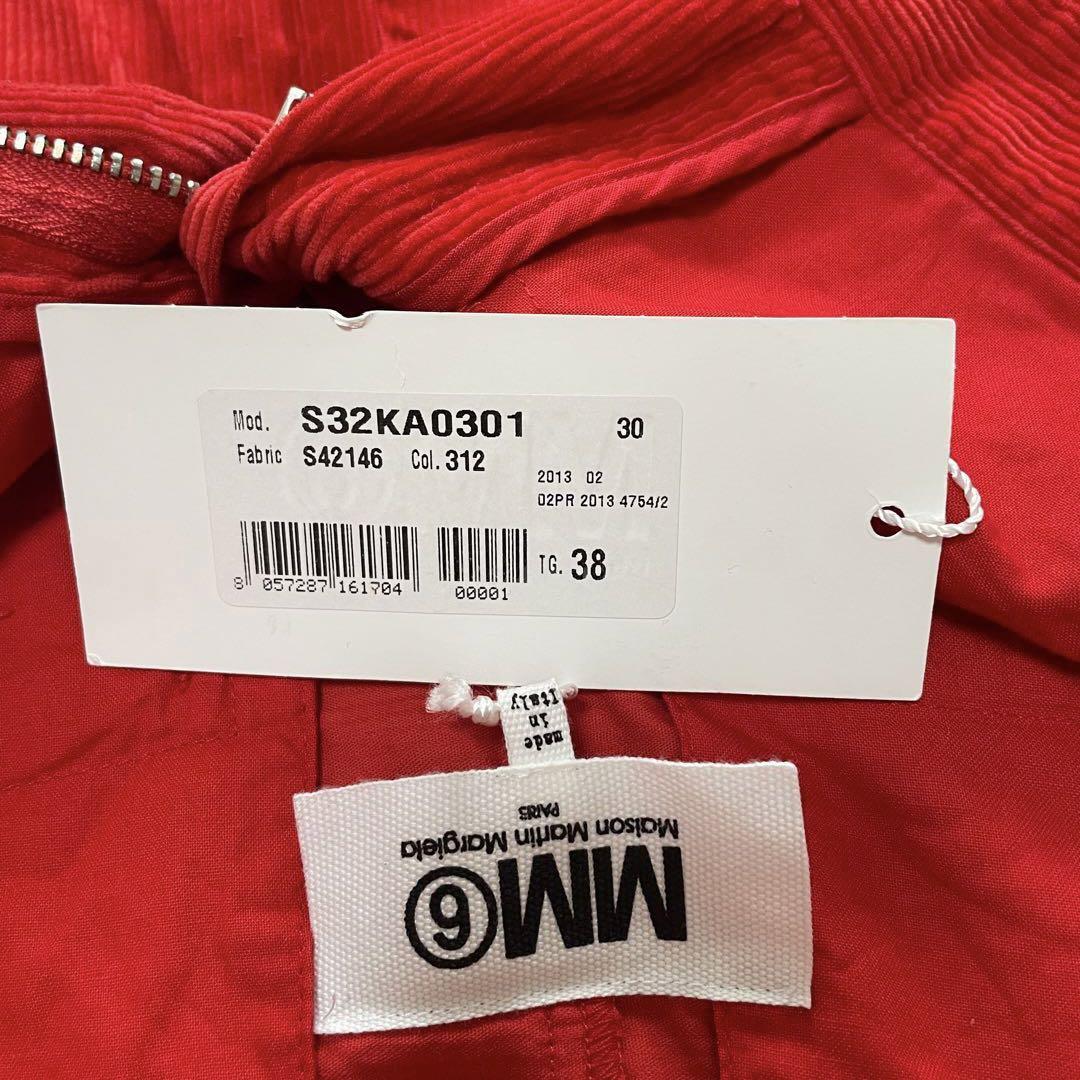 Mod. S32KA0301 30
Fabric S42146 Col. 312
2013 02
02PR 2013 4754/2
8 057287 161704
00001
TG. 38
made
in
Italy
MM6
Maison Martin Margiela
PARIS